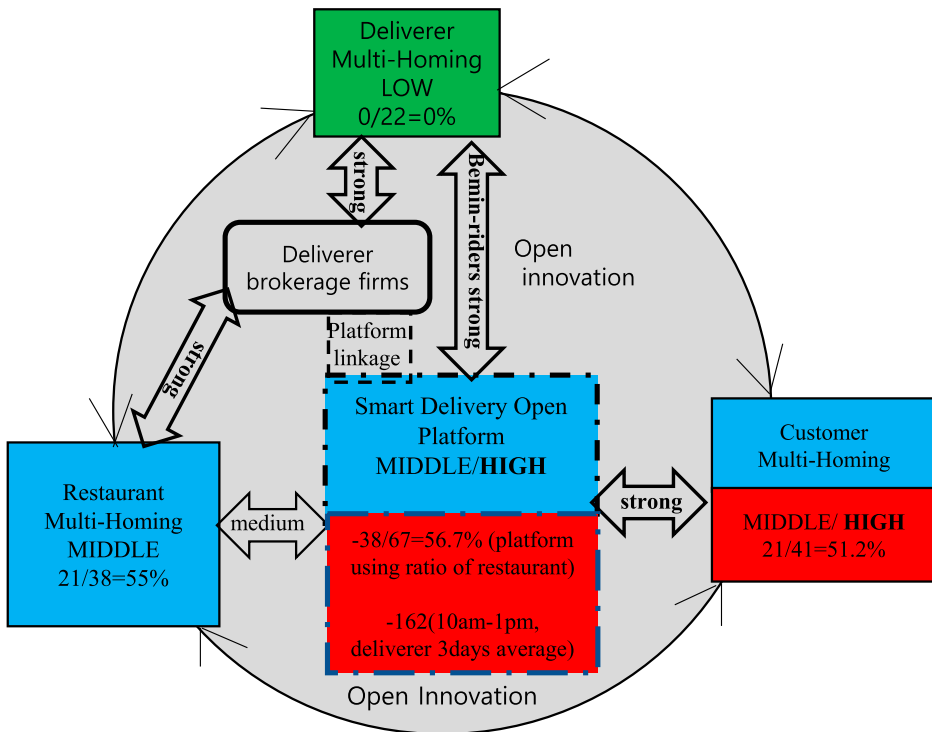 Deliverer
Multi-Homing
LOW
0/22=0%
strong
Bemin-riders strong
Deliverer
brokerage firms
Open
innovation
Platform
linkage
strong
Smart Delivery Open
Platform
MIDDLE/HIGH
Customer
Multi-Homing
Restaurant
Multi-Homing
MIDDLE
21/38=55%
medium
strong
MIDDLE/ HIGH
21/41=51.2%
-38/67=56.7% (platform
using ratio of restaurant)
-162(10am-1pm,
deliverer 3days average)
Open Innovation